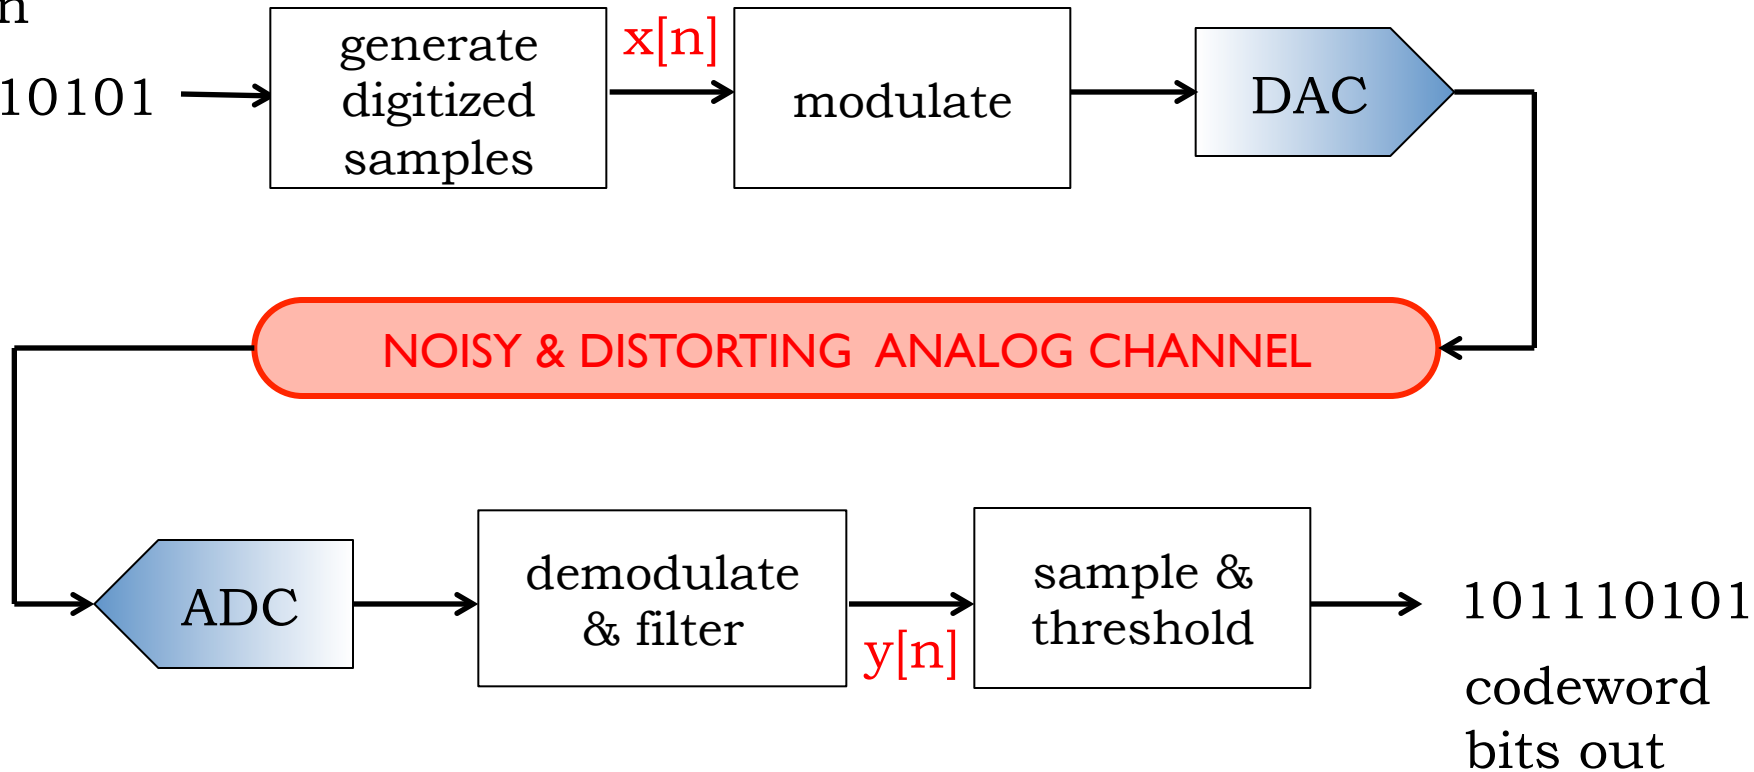 n
10101
generate
digitized
samples
x[n]
modulate
DAC
NOISY & DISTORTING ANALOG CHANNEL
ADC
demodulate
& filter
y[n]
sample &
threshold
101110101
codeword
bits out